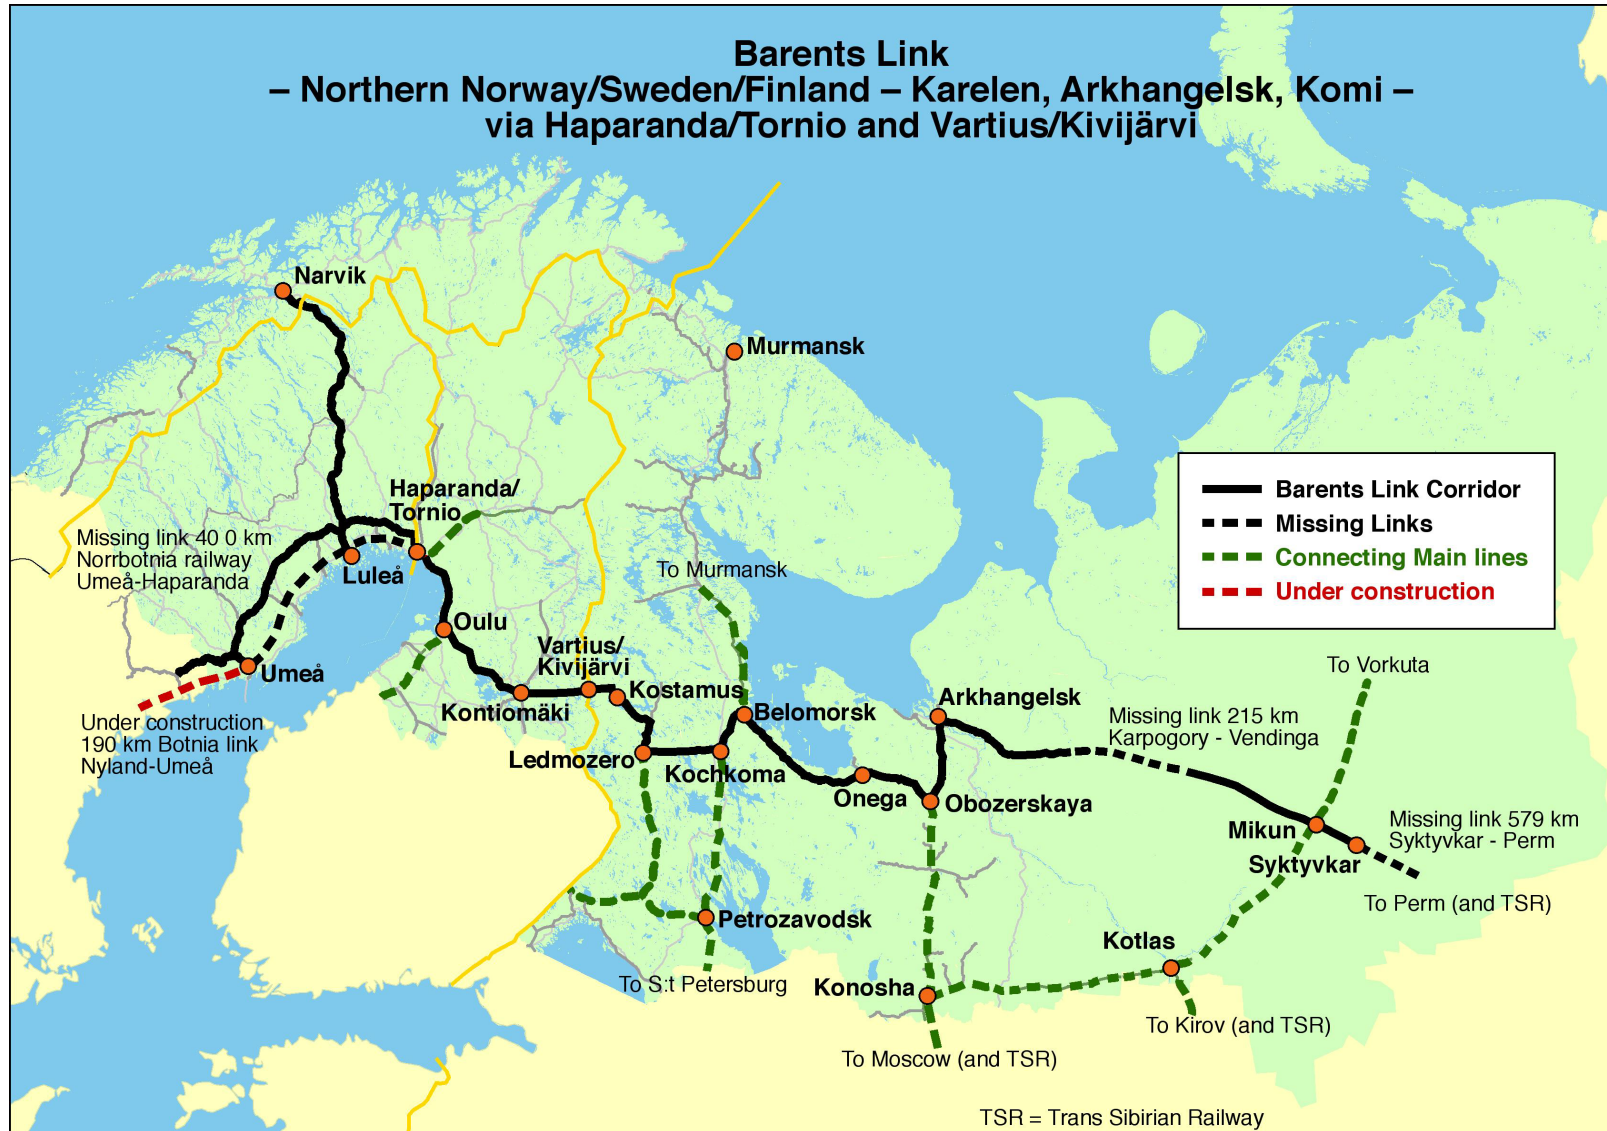 Barents Link
– Northern Norway/Sweden/Finland – Karelen, Arkhangelsk, Komi –
via Haparanda/Tornio and Vartius/Kivijärvi
Narvik
Murmansk
Haparanda/
Tornio
Barents Link Corridor
Missing Links
Connecting Main lines
Under construction
Missing link 40 0 km
Norrbotnia railway
Umeå-Haparanda
Luleå
To Murmansk
Oulu
Vartius/
Kivijärvi
Umeå
Kostamus
Kontiomäki
Belomorsk
Arkhangelsk
To Vorkuta
Under construction
190 km Botnia link
Nyland-Umeå
Missing link 215 km
Karpogory - Vendinga
Ledmozero
Kochkoma
Onega
Obozerskaya
Mikun
Missing link 579 km
Syktyvkar - Perm
Syktyvkar
To Perm (and TSR)
Petrozavodsk
Kotlas
To S:t Petersburg
Konosha
To Kirov (and TSR)
To Moscow (and TSR)
TSR = Trans Sibirian Railway